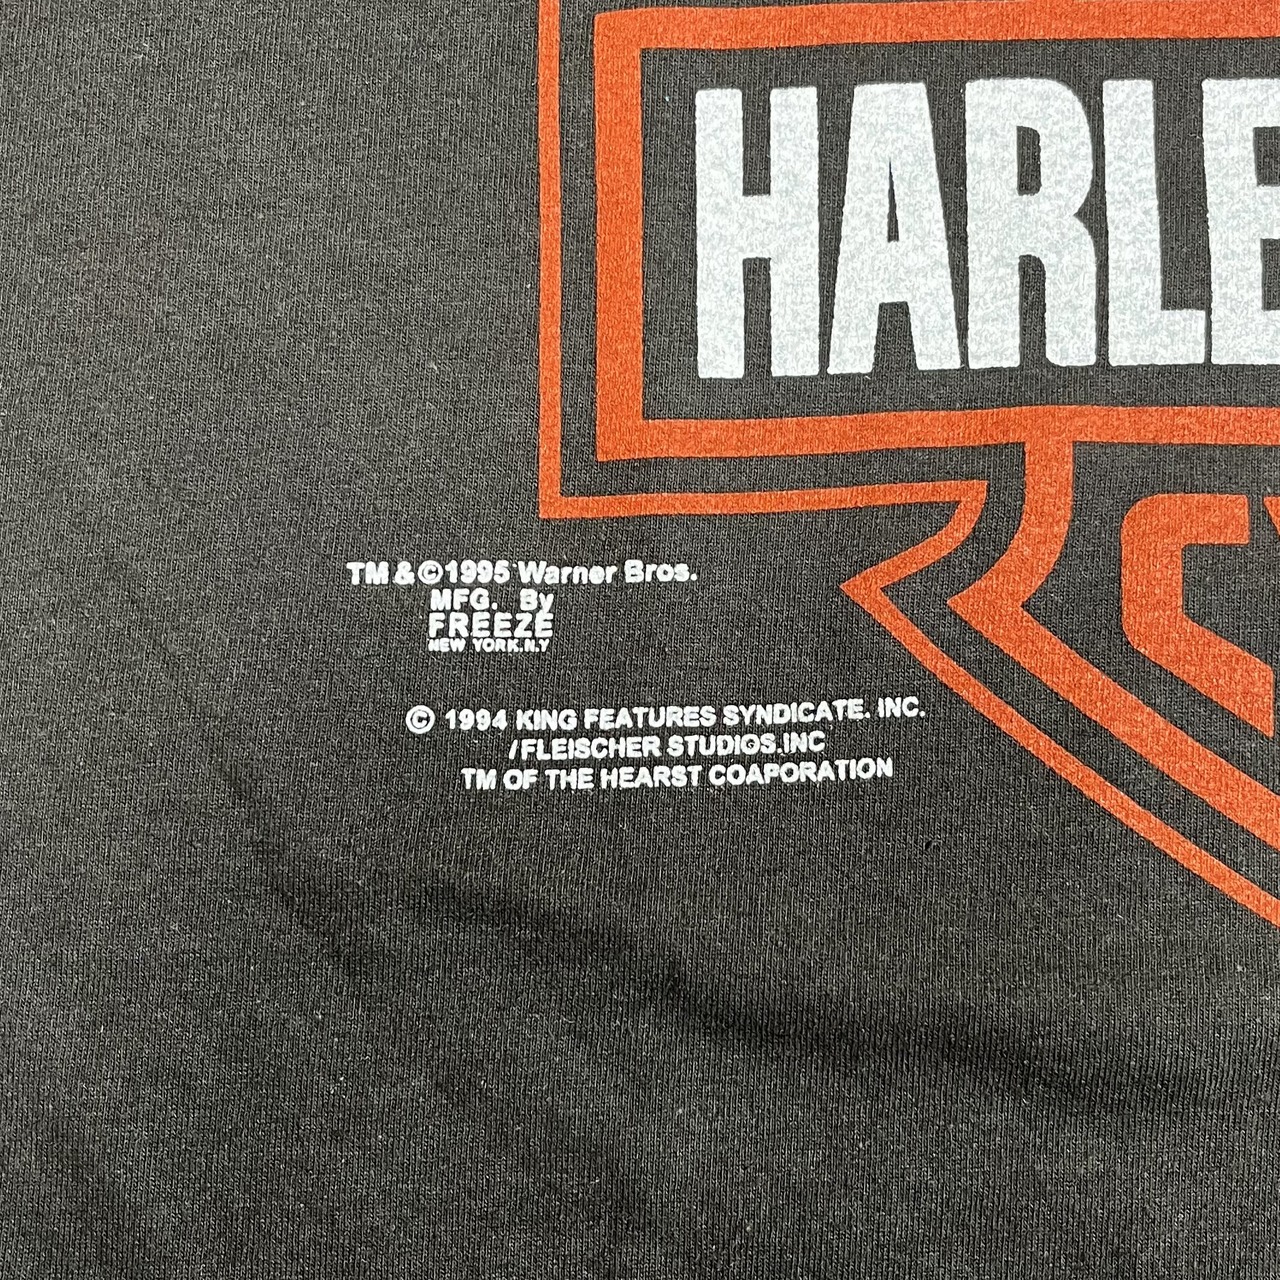 HARLE
TM & ©1995 Warner Bros.
MFG. By
FREEZE
NEW YORK.N.Y
© 1994 KING FEATURES SYNDICATE. INC.
/FLEISCHER STUDIOS.INC
TM OF THE HEARST COAPORATION